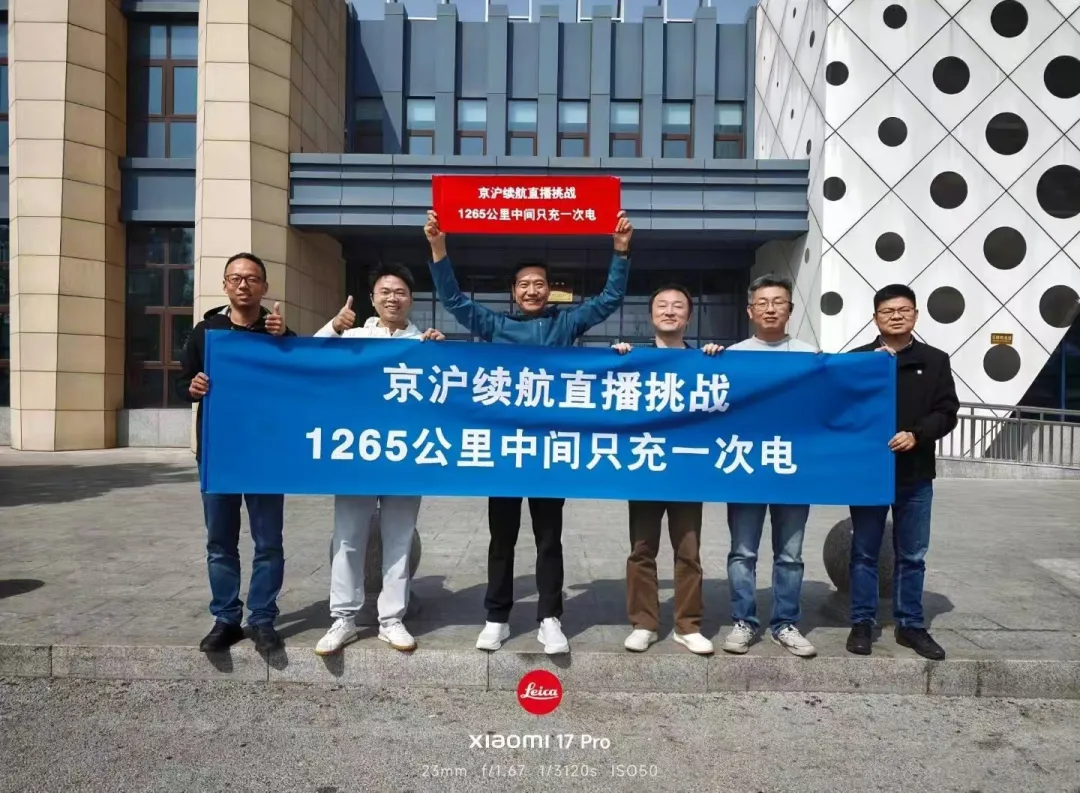 京沪续航直播挑战
1265公里中间只充一次电
京沪续航直播挑战
1265公里中间只充一次电
Leica
xiaomi 17 Pro
23mm f/1.67 1/3120s ISO50